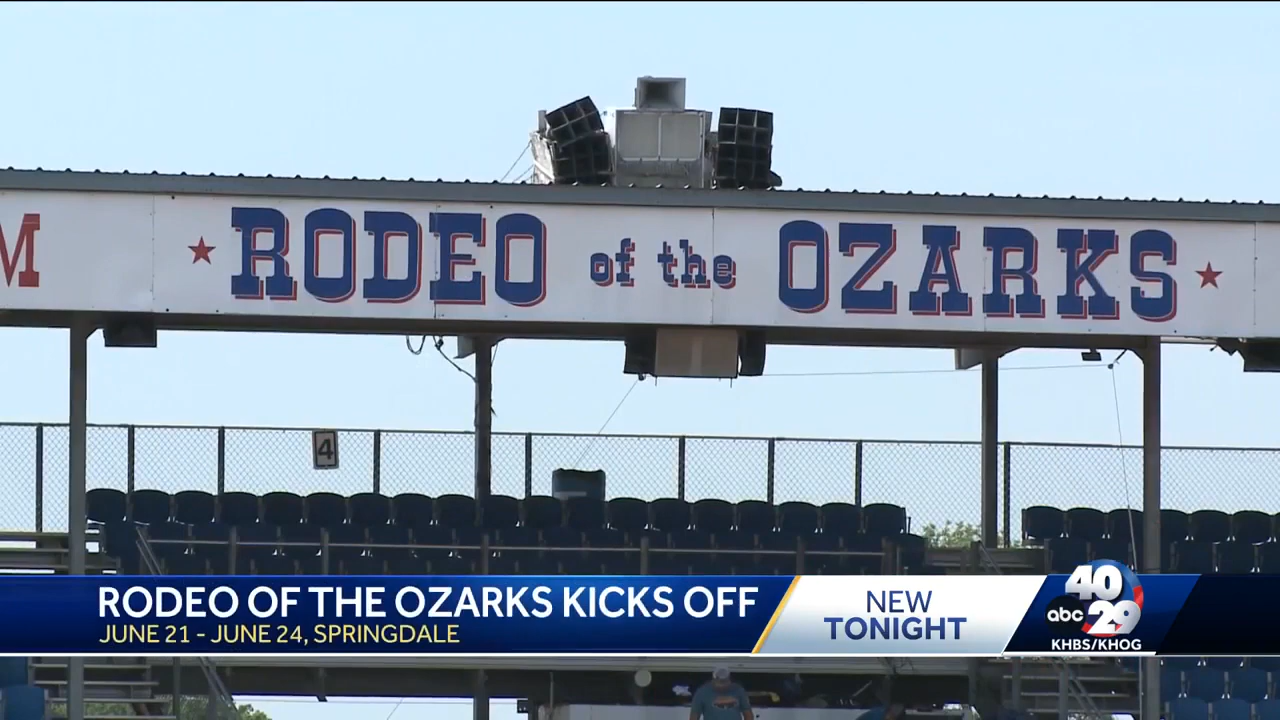 M ★ RODEO of the OZARKS ★
4
RODEO OF THE OZARKS KICKS OFF
JUNE 21 - JUNE 24, SPRINGDALE
NEW
TONIGHT
abc 40 29
KHBS/KHOG